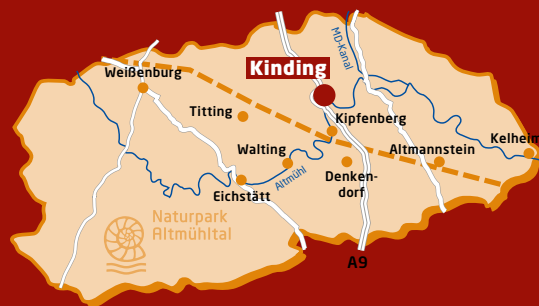 MD-Kanal
Kinding
Weißenburg
Titting
Kipfenberg
Kelheim
Walting
Altmannstein
Altmühl
Denken-
dorf
Eichstätt
Naturpark
Altmühltal
A9